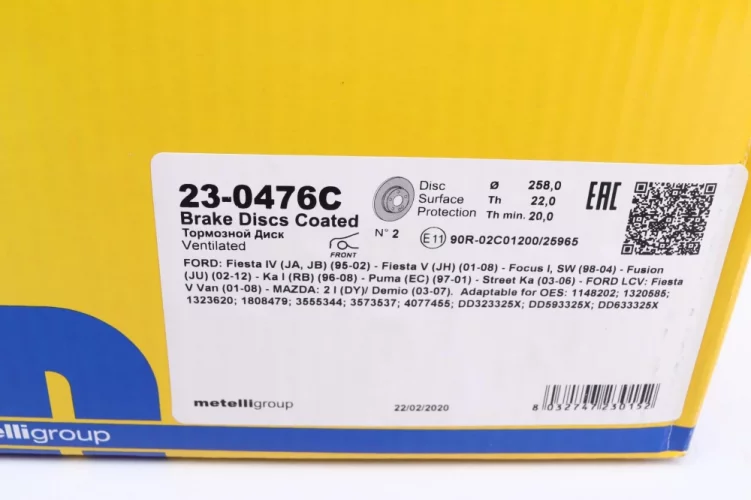 23-0476C
Brake Discs Coated
Тормозной Диск
Ventilated
FRONT
N° 2
Disc Ø 258,0
Surface Th 22,0
Protection Th min. 20,0
E11 90R-02C01200/25965
EAC
FORD: Fiesta IV (JA, JB) (95-02) - Fiesta V (JH) (01-08) - Focus I, SW (98-04) - Fusion
(JU) (02-12) - Ka I (RB) (96-08) - Puma (EC) (97-01) - Street Ka (03-06) - FORD LCV: Fiesta
V Van (01-08) - MAZDA: 2 I (DY)/ Demio (03-07). Adaptable for OES: 1148202; 1320585;
1323620; 1808479; 3555344; 3573537; 4077455; DD323325X; DD593325X; DD633325X
metelligroup
22/02/2020
8 032747 230152
telligroup